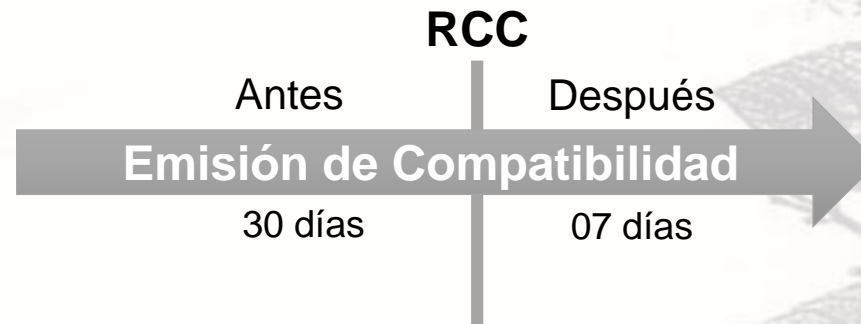 RCC
Antes Después
Emisión de Compatibilidad
30 días 07 días